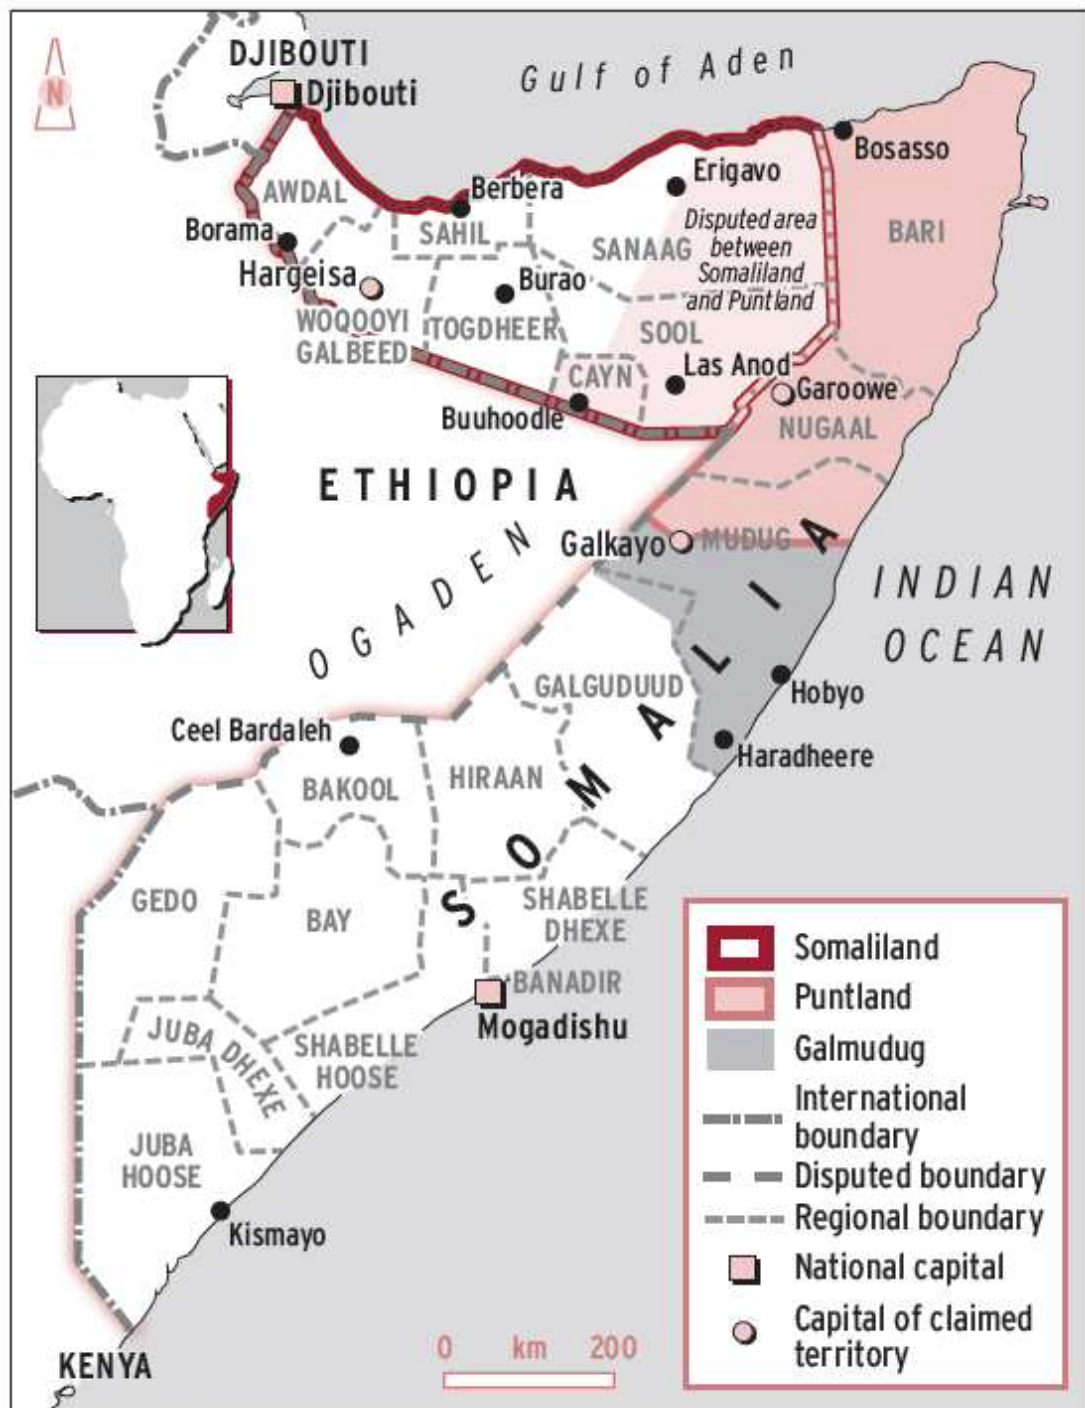 DJIBOUTI
Djibouti
Gulf of Aden
N
Bosasso
Erigavo
Berbera
AWDAL
Borama
SAHIL
SANAAG
Disputed area
between
Somaliland
and Puntland
BARI
Hargeisa
Burao
WOQOOYI
GALBEED
TOGDHEER
SOOL
CAYN
Las Anod
Garoowe
Buuhoodle
NUGAAL
ETHIOPIA
OGADEN
Galkayo
MUDUG
INDIAN
OCEAN
GALGUDUUD
Hobyo
Haradheere
Ceel Bardaleh
BAKOOL
HIRAAN
SOMALIA
GEDO
BAY
SHABELLE
DHEXE
BANADIR
Mogadishu
JUBA DHEXE
SHABELLE
HOOSE
JUBA
HOOSE
Kismayo
KENYA
0 km 200
Somaliland
Puntland
Galmudug
International
boundary
Disputed boundary
Regional boundary
National capital
Capital of claimed
territory